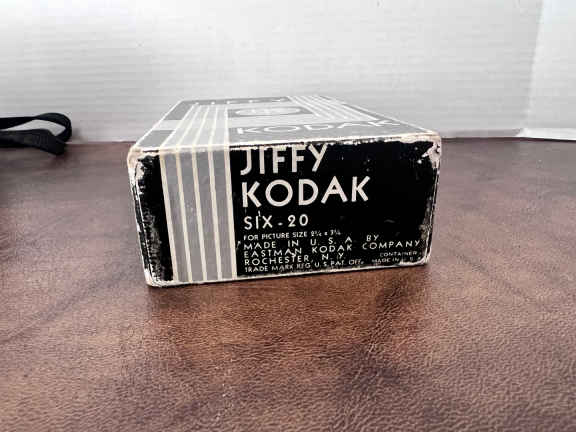 JIFFY
KODAK
JIFFY
KODAK
SIX-20
FOR PICTURE SIZE 2¼ x 3¼
MADE IN U.S.A. BY
EASTMAN KODAK COMPANY
ROCHESTER, N.Y.
TRADE MARK REG. U.S. PAT. OFF.
CONTAINER
MADE IN U.S.A.